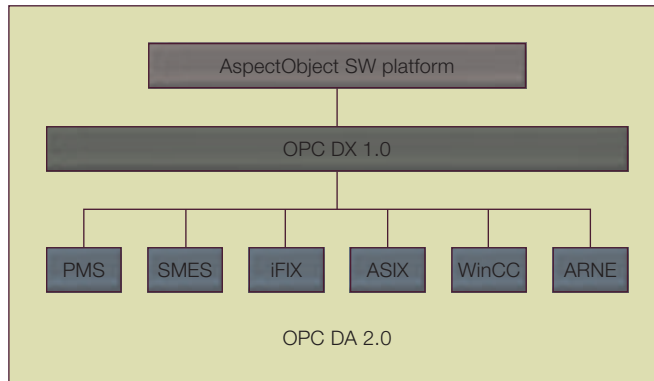 AspectObject SW platform
OPC DX 1.0
PMS SMES iFIX ASIX WinCC ARNE
OPC DA 2.0